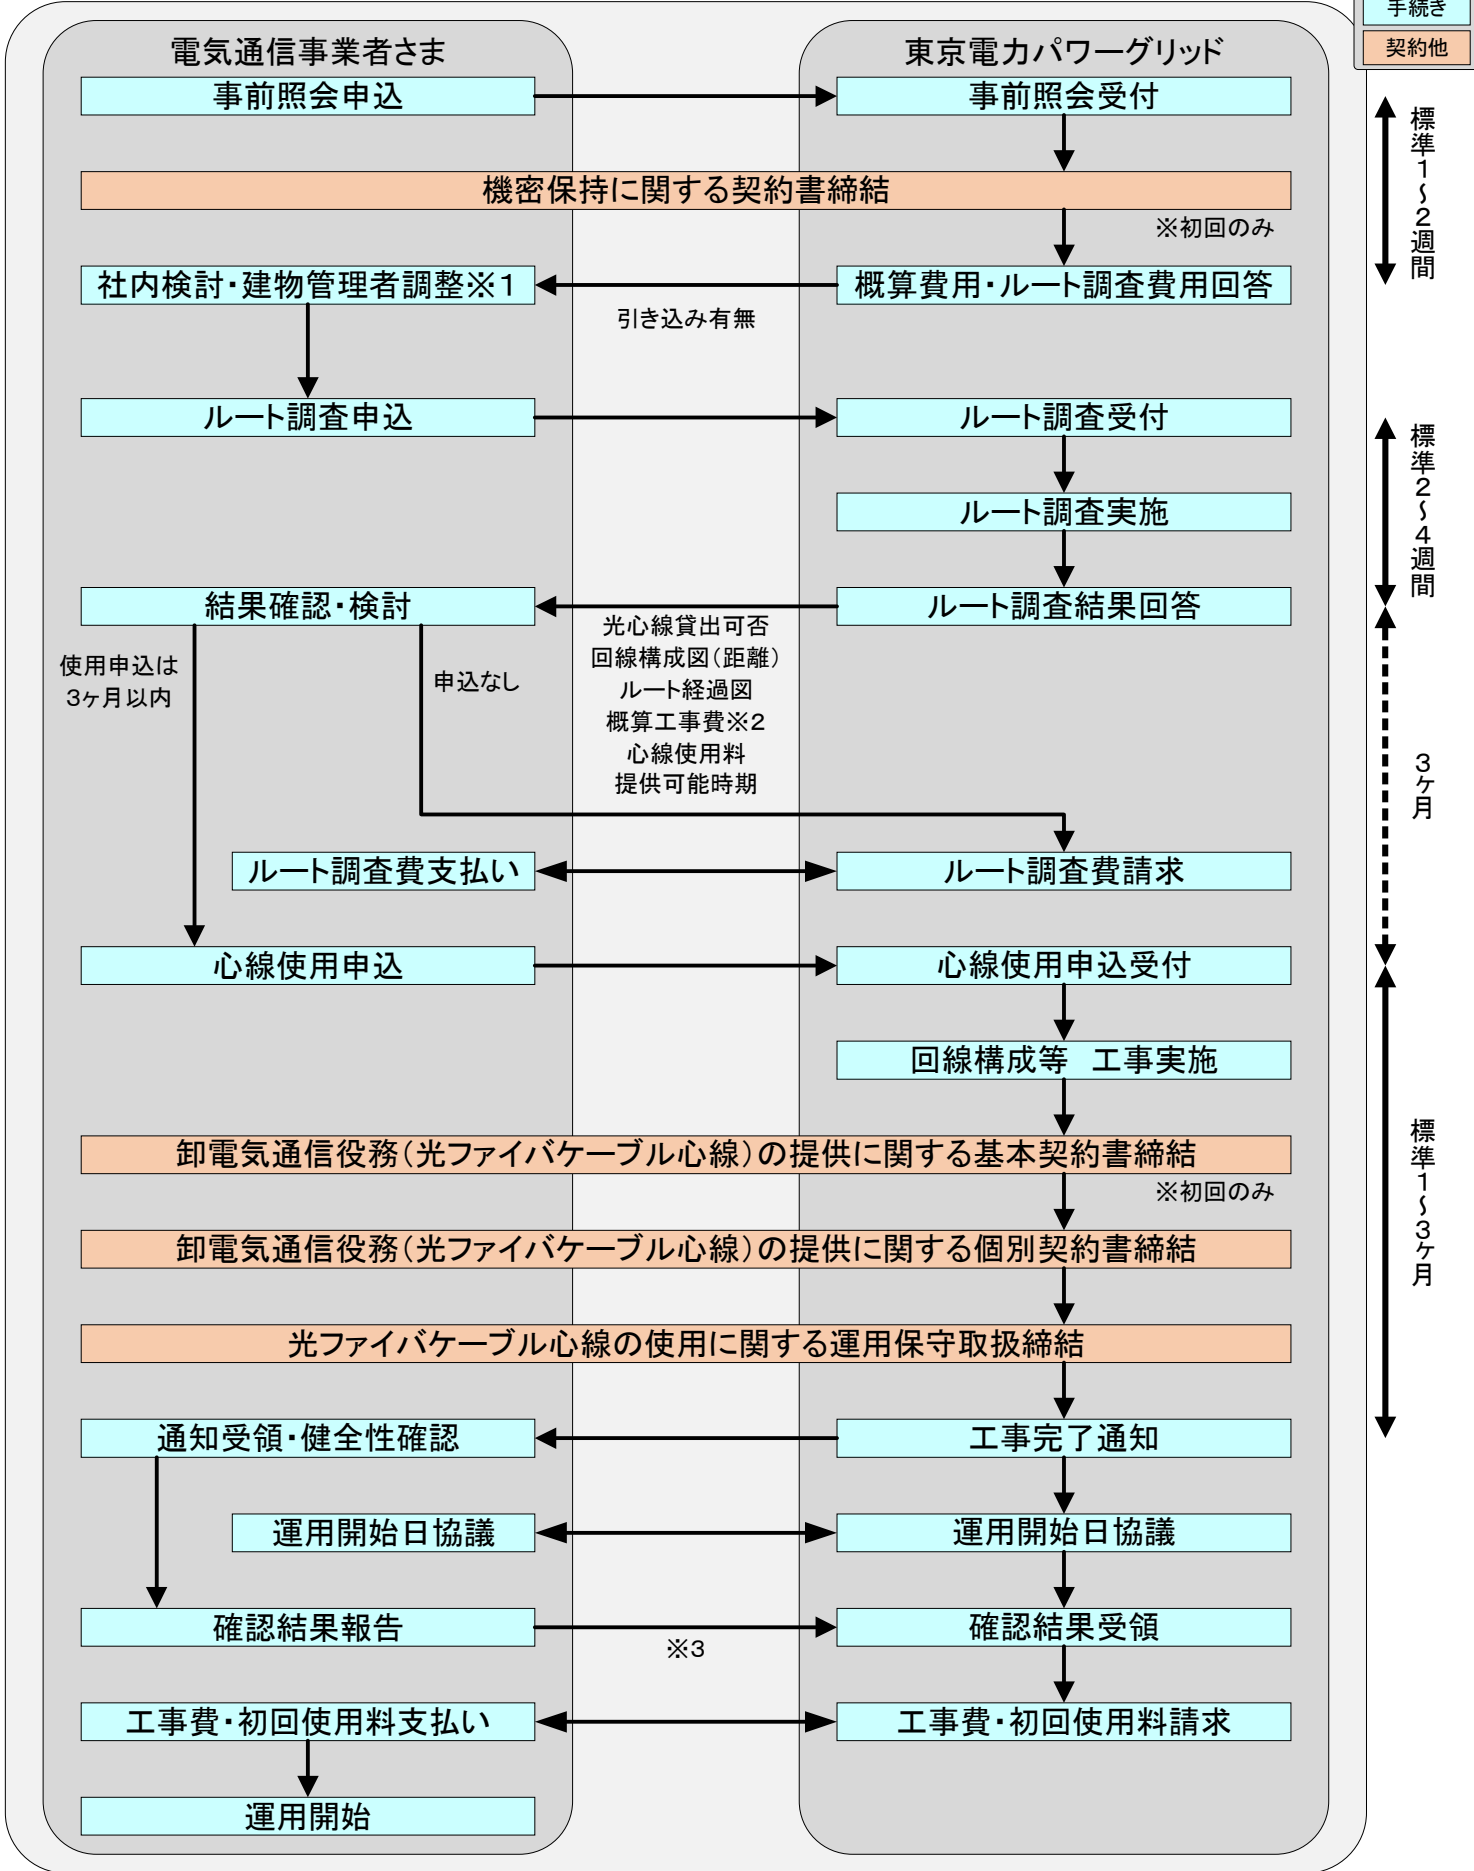 手続き
契約他
電気通信事業者さま
東京電力パワーグリッド
事前照会申込
事前照会受付
標準1~2週間
機密保持に関する契約書締結
※初回のみ
社内検討・建物管理者調整※1
概算費用・ルート調査費用回答
引き込み有無
ルート調査申込
ルート調査受付
標準2~4週間
ルート調査実施
結果確認・検討
ルート調査結果回答
使用申込は
3ヶ月以内
申込なし
光心線貸出可否
回線構成図(距離)
ルート経過図
概算工事費※2
心線使用料
提供可能時期
3ヶ月
ルート調査費支払い
ルート調査費請求
心線使用申込
心線使用申込受付
回線構成等 工事実施
標準1~3ヶ月
卸電気通信役務(光ファイバケーブル心線)の提供に関する基本契約書締結
※初回のみ
卸電気通信役務(光ファイバケーブル心線)の提供に関する個別契約書締結
光ファイバケーブル心線の使用に関する運用保守取扱締結
通知受領・健全性確認
工事完了通知
運用開始日協議
運用開始日協議
確認結果報告
確認結果受領
※3
工事費・初回使用料支払い
工事費・初回使用料請求
運用開始